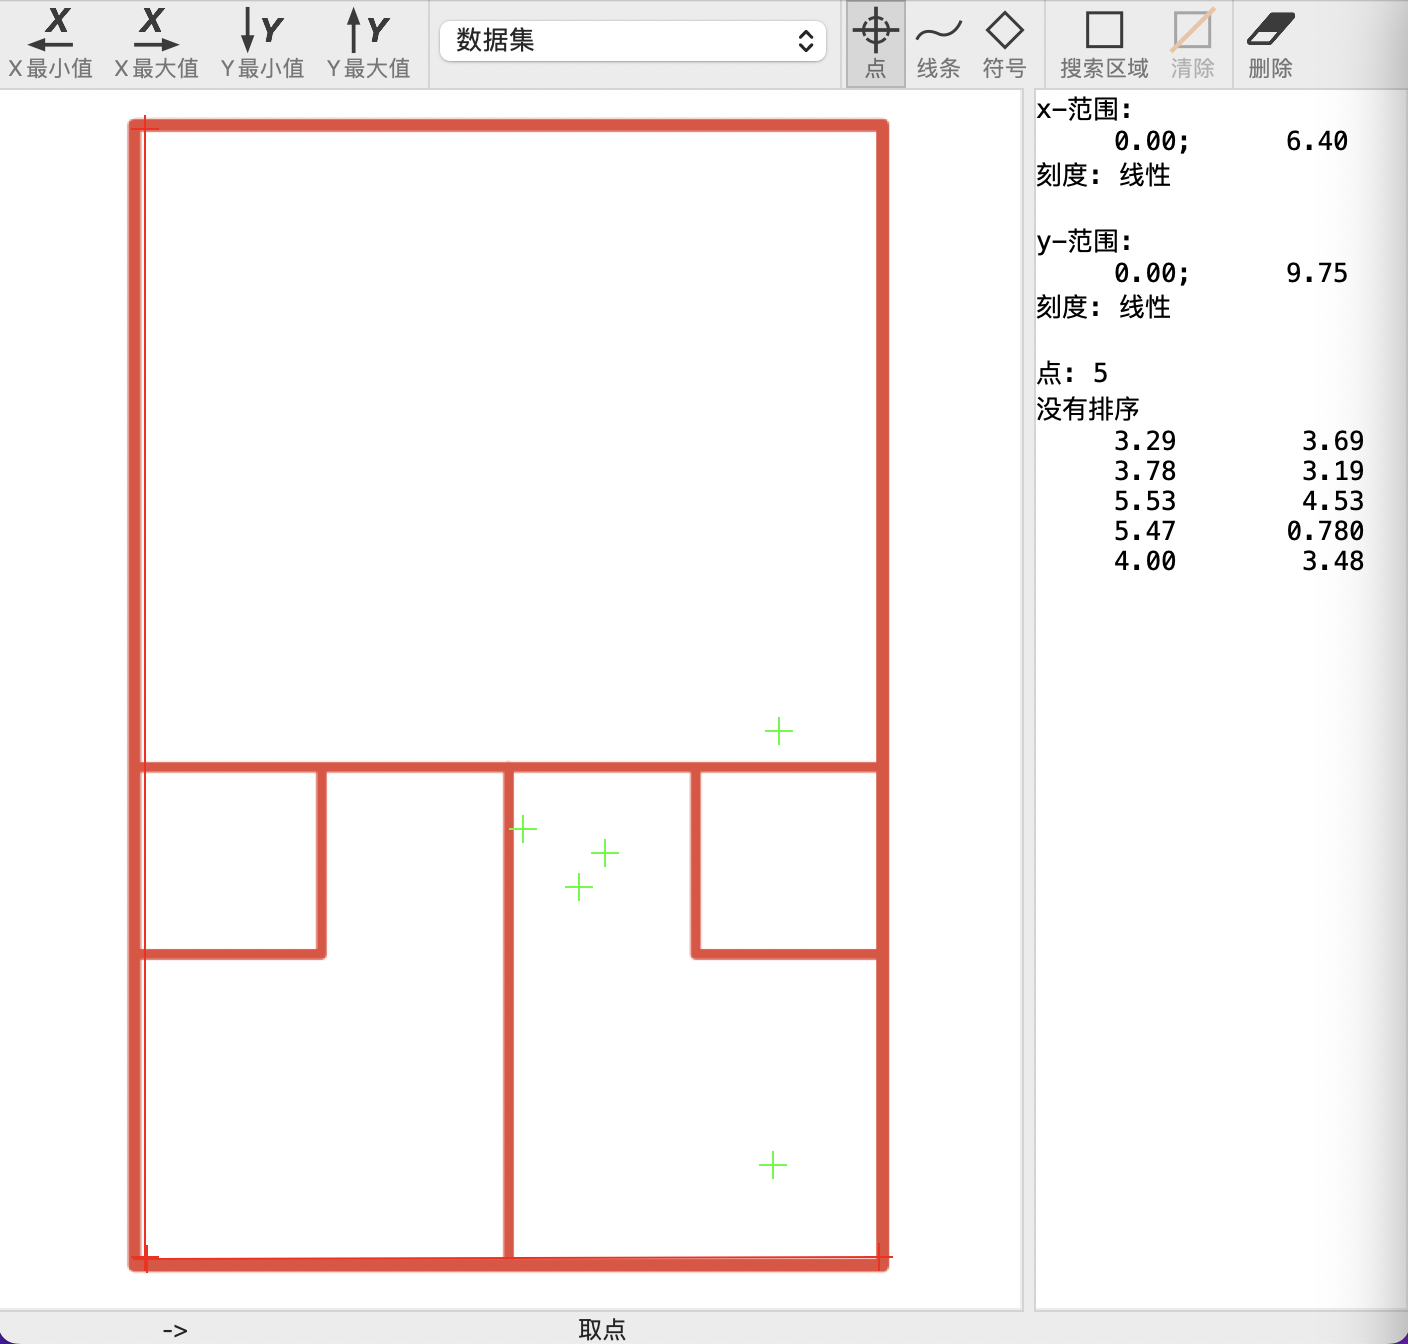 X最小值 X最大值 Y最小值 Y最大值 数据集 点 线条 符号 搜索区域 清除 删除
x-范围:
0.00; 6.40
刻度: 线性
y-范围:
0.00; 9.75
刻度: 线性
点: 5
没有排序
3.29 3.69
3.78 3.19
5.53 4.53
5.47 0.780
4.00 3.48
-> 取点